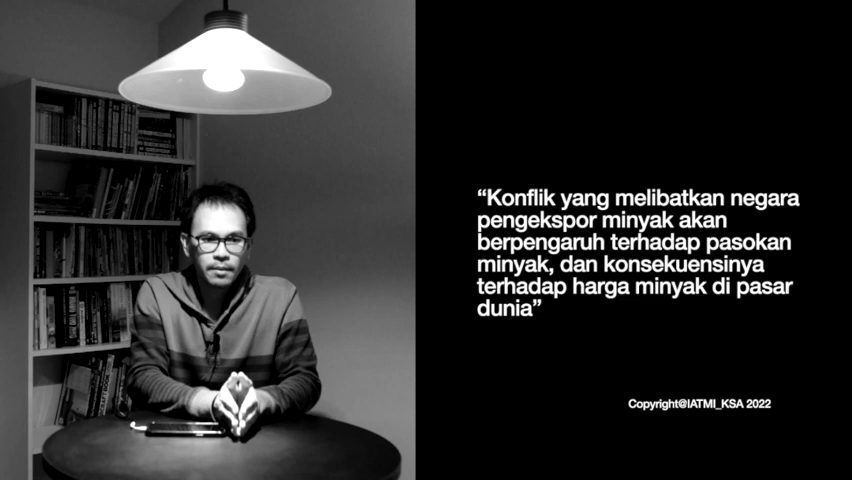 “Konflik yang melibatkan negara
pengekspor minyak akan
berpengaruh terhadap pasokan
minyak, dan konsekuensinya
terhadap harga minyak di pasar
dunia”
Copyright@IATMI_KSA 2022